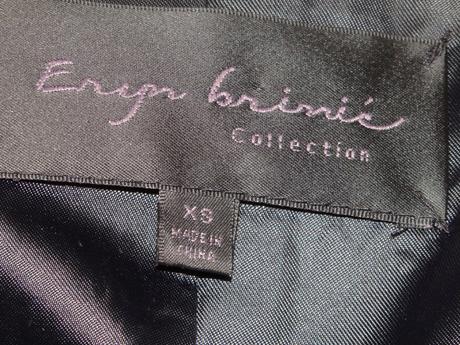 Eryn brinié
Collection
XS
MADE IN
CHINA